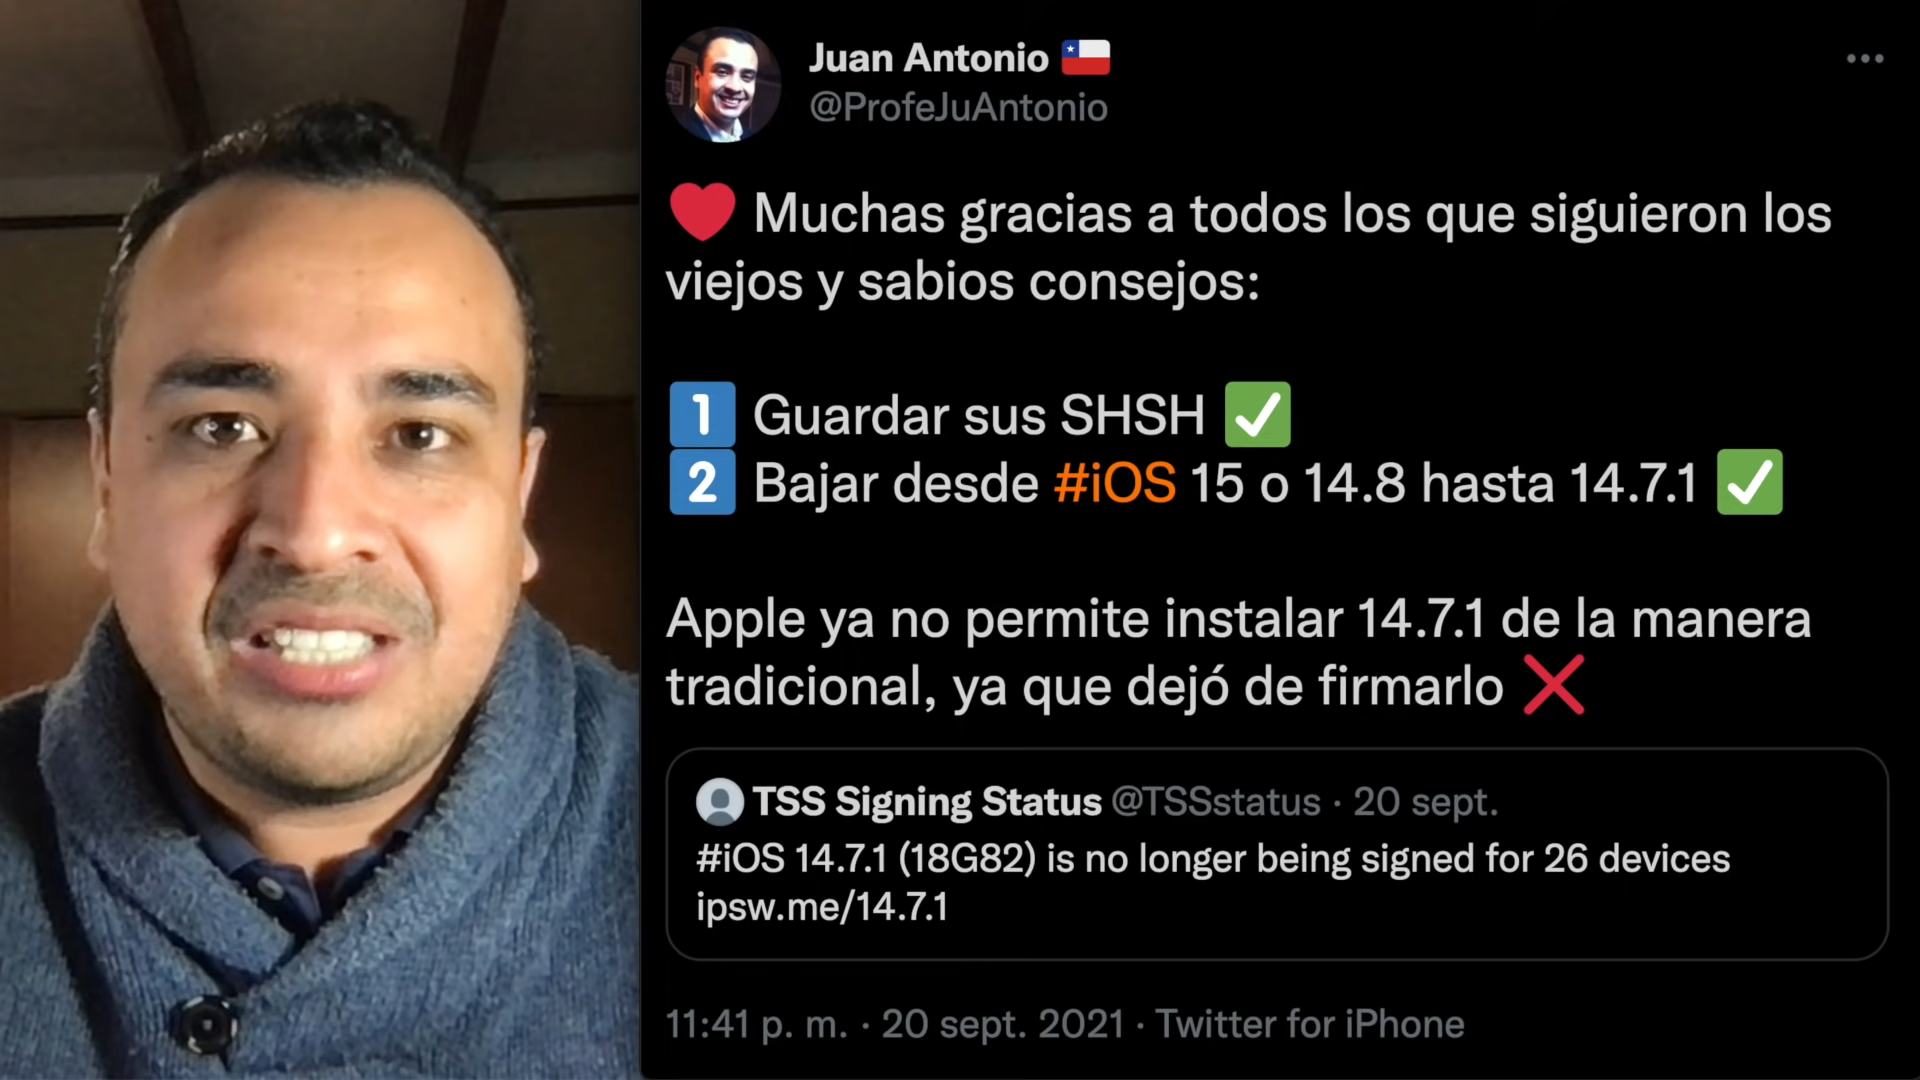 Juan Antonio 🇨🇱
@ProfeJuAntonio
❤️ Muchas gracias a todos los que siguieron los
viejos y sabios consejos:
1️⃣ Guardar sus SHSH ✅
2️⃣ Bajar desde #iOS 15 o 14.8 hasta 14.7.1 ✅
Apple ya no permite instalar 14.7.1 de la manera
tradicional, ya que dejó de firmarlo ❌
TSS Signing Status @TSSstatus · 20 sept.
#iOS 14.7.1 (18G82) is no longer being signed for 26 devices
ipsw.me/14.7.1
11:41 p. m. · 20 sept. 2021 · Twitter for iPhone